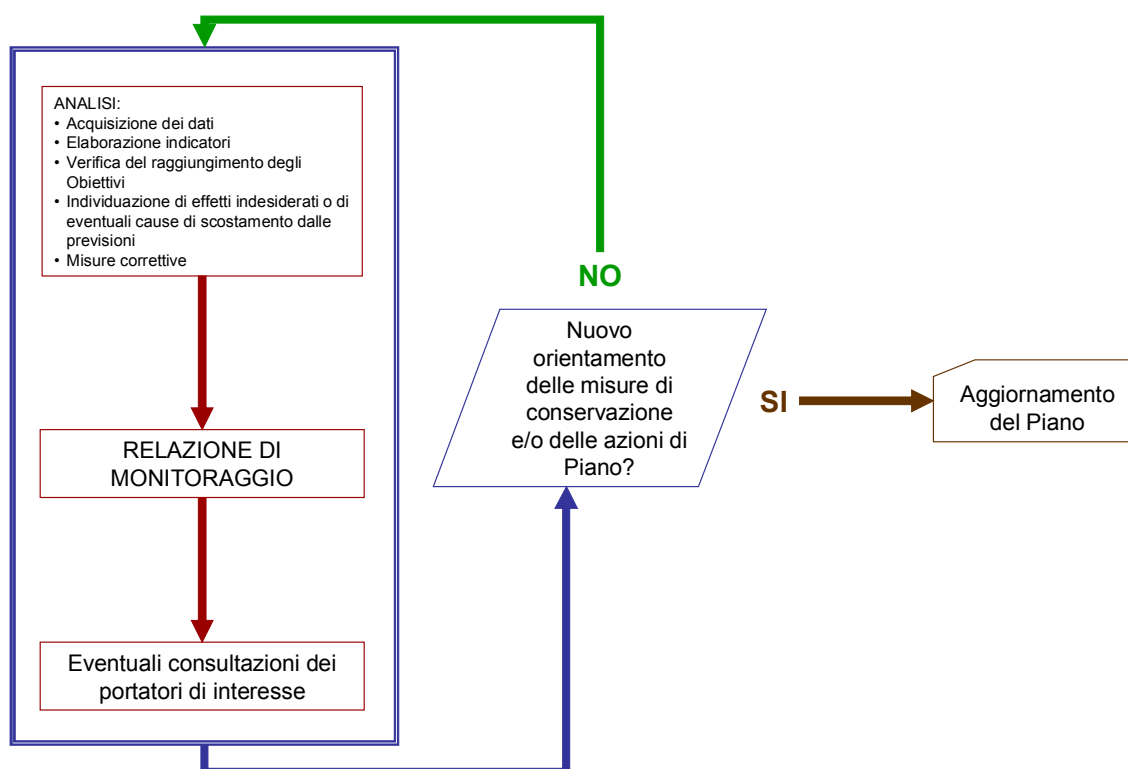 ANALISI:
• Acquisizione dei dati
• Elaborazione indicatori
• Verifica del raggiungimento degli
Obiettivi
• Individuazione di effetti indesiderati o di
eventuali cause di scostamento dalle
previsioni
• Misure correttive
RELAZIONE DI
MONITORAGGIO
Eventuali consultazioni dei
portatori di interesse
NO
Nuovo
orientamento
delle misure di
conservazione
e/o delle azioni di
Piano?
SI
Aggiornamento
del Piano